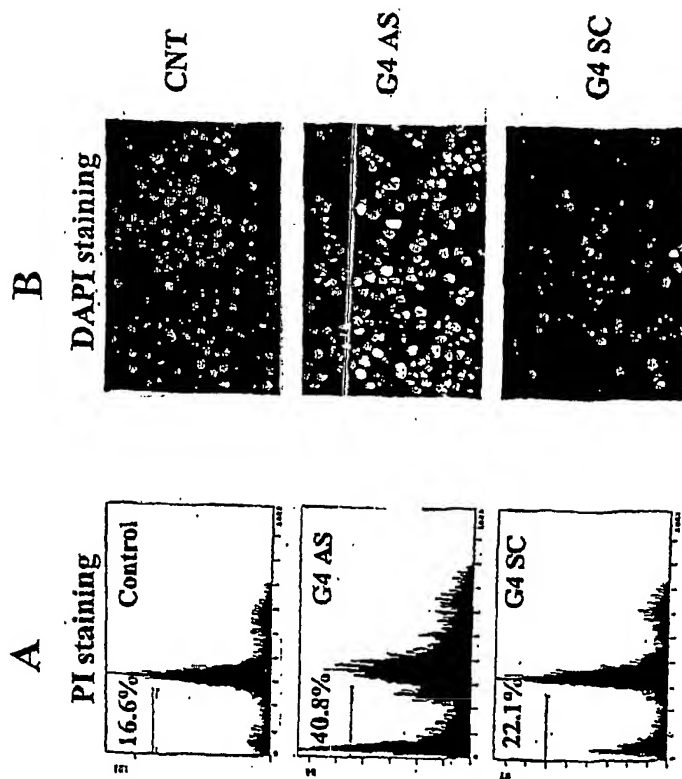 A
PI staining
16.6%
Control
40.8%
G4 AS
22.1%
G4 SC
B
DAPI staining
CNT
G4 AS
G4 SC